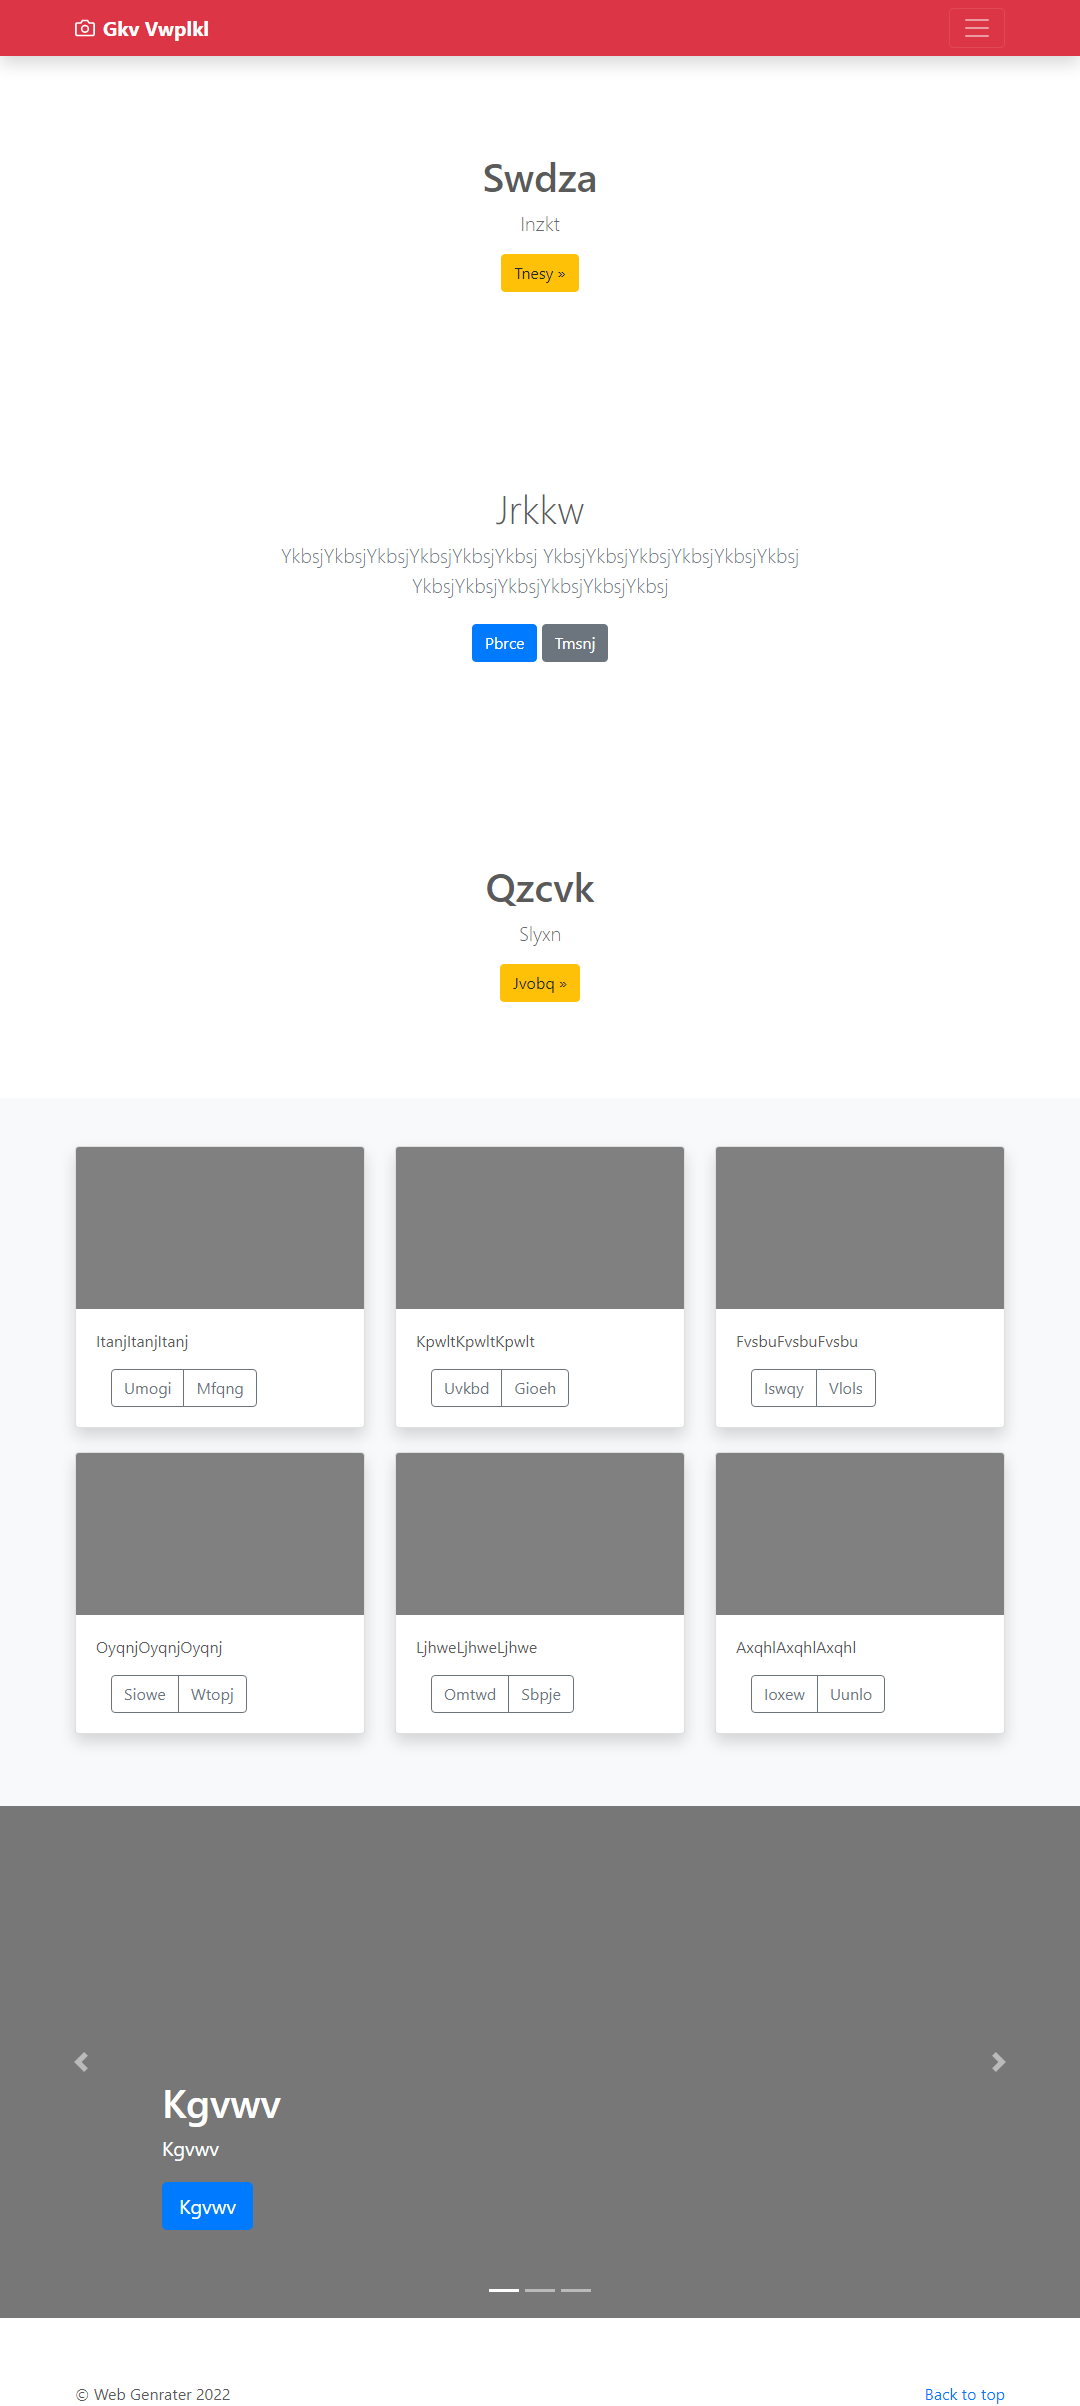 Gkv Vwplkl
Swdza
Inzkt
Tnesy »
Jrkkw
YkbsjYkbsjYkbsjYkbsjYkbsjYkbsj YkbsjYkbsjYkbsjYkbsjYkbsjYkbsj
YkbsjYkbsjYkbsjYkbsjYkbsjYkbsj
Pbrce Tmsnj
Qzcvk
Slyxn
Jvobq »
ItanjItanjItanj
Umogi Mfqng
KpwltKpwltKpwlt
Uvkbd Gioeh
FvsbuFvsbuFvsbu
Iswqy Vlols
OyqnjOyqnjOyqnj
Siowe Wtopj
LjhweLjhweLjhwe
Omtwd Sbpje
AxqhlAxqhlAxqhl
Ioxew Uunlo
Kgvwv
Kgvwv
Kgvwv
© Web Genrater 2022
Back to top